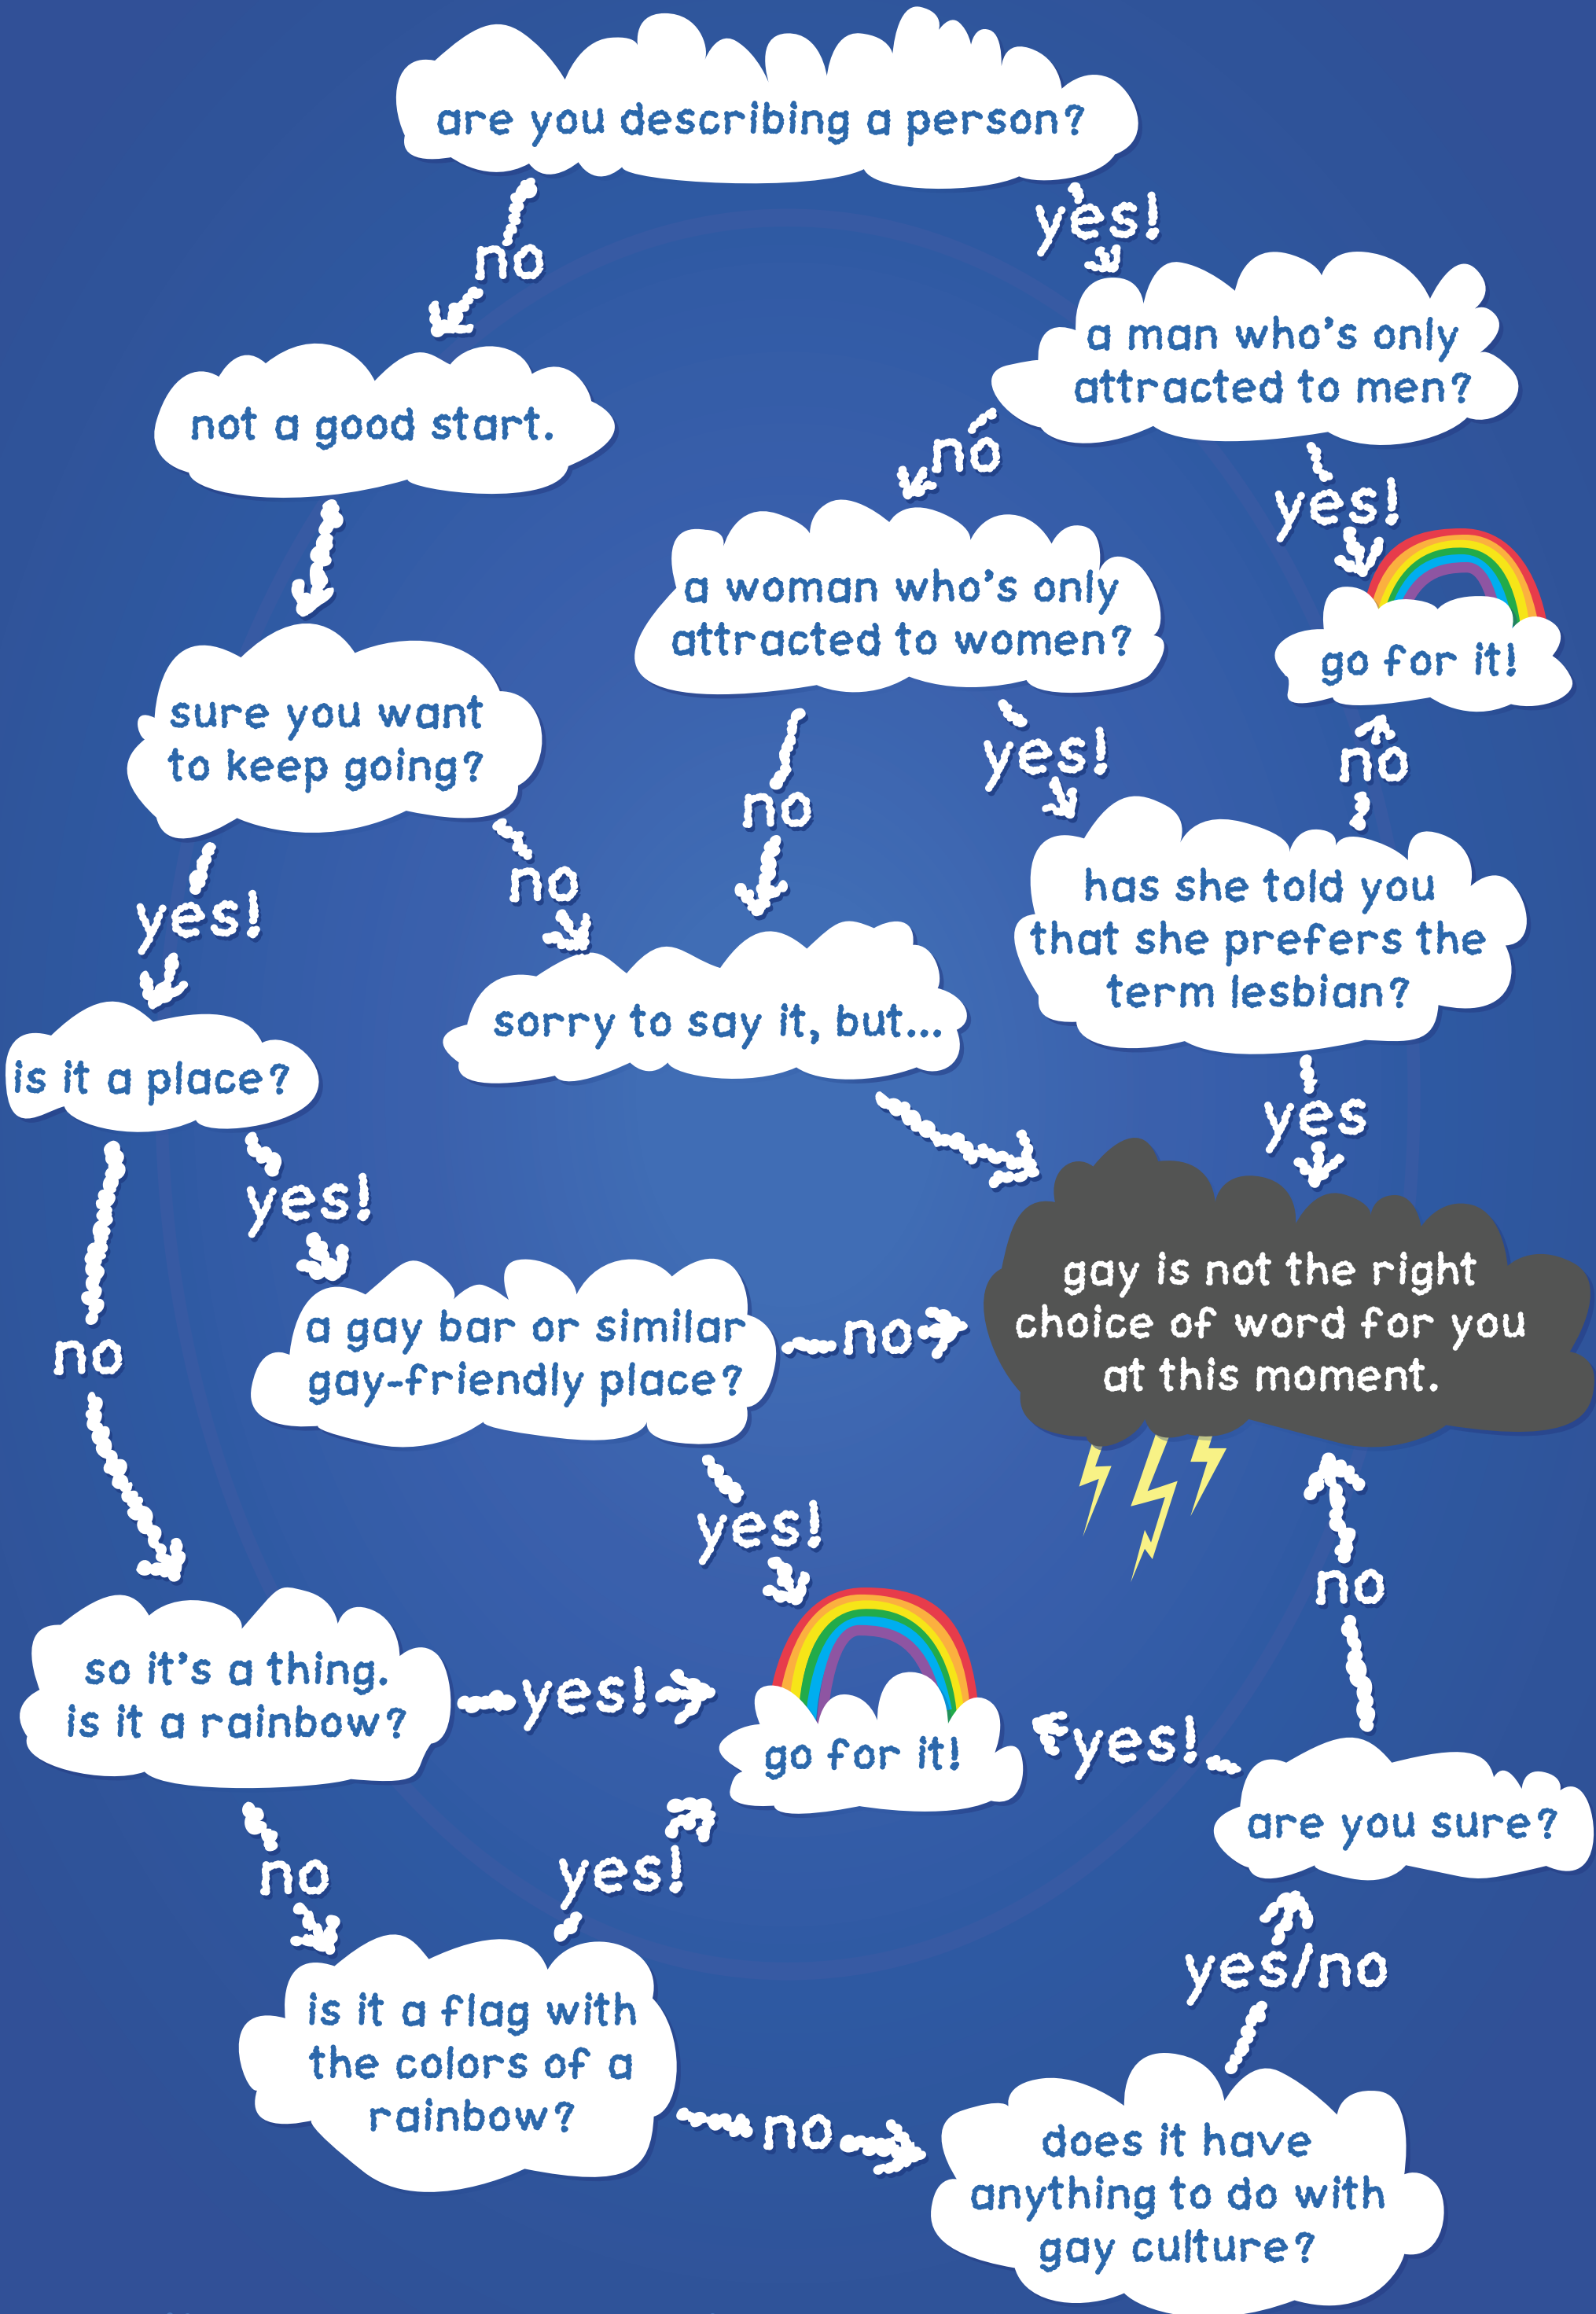 are you describing a person?
no
yes!
a man who's only
attracted to men?
not a good start.
no
yes!
a woman who's only
attracted to women?
go for it!
sure you want
to keep going?
no
yes!
no
has she told you
that she prefers the
term lesbian?
yes!
no
sorry to say it, but...
is it a place?
yes
yes!
gay is not the right
choice of word for you
at this moment.
a gay bar or similar
gay-friendly place?
no
no
yes!
no
so it's a thing.
is it a rainbow?
yes!
go for it!
yes!
are you sure?
no
yes!
yes/no
is it a flag with
the colors of a
rainbow?
no
does it have
anything to do with
gay culture?